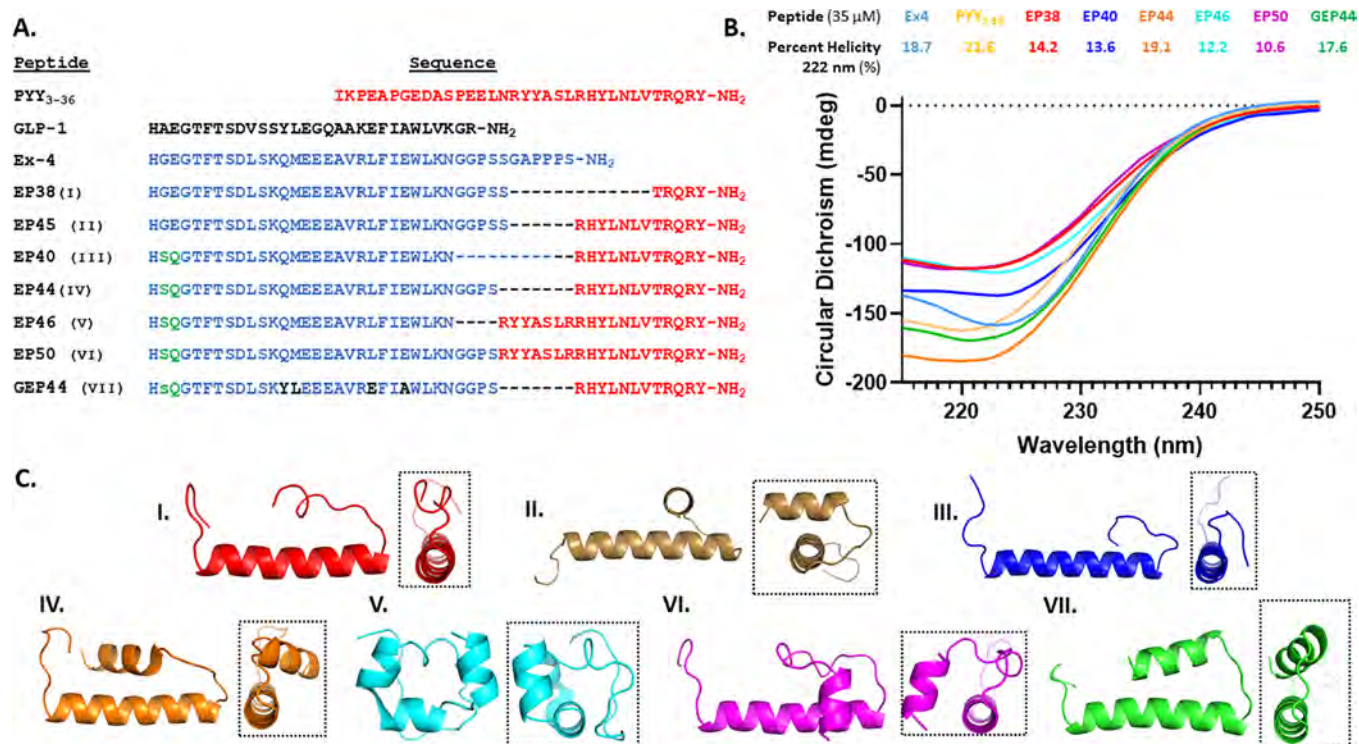 A.
Peptide Sequence
PYY3-36 IKPEAPGEDASPEELNRYYASLRHYLNLVTRQRY-NH2
GLP-1 HAEGTFTSDVSSYLEGQAAKEFIAWLVKGR-NH2
Ex-4 HGEGTFTSDLSKQMEEEAVRLFIEWLKNGGPSSGAPPPS-NH2
EP38(I) HGEGTFTSDLSKQMEEEAVRLFIEWLKNGGPSS-------------TRQRY-NH2
EP45 (II) HGEGTFTSDLSKQMEEEAVRLFIEWLKNGGPSS------RHYLNLVTRQRY-NH2
EP40 (III) HSQGTFTSDLSKQMEEEAVRLFIEWLKN-----------RHYLNLVTRQRY-NH2
EP44(IV) HSQGTFTSDLSKQMEEEAVRLFIEWLKNGGPS-------RHYLNLVTRQRY-NH2
EP46 (V) HSQGTFTSDLSKQMEEEAVRLFIEWLKN----RYYASLRRHYLNLVTRQRY-NH2
EP50 (VI) HSQGTFTSDLSKQMEEEAVRLFIEWLKNGGPSRYYASLRRHYLNLVTRQRY-NH2
GEP44 (VII) HsQGTFTSDLSKYLEEEAVREFIAWLKNGGPS-------RHYLNLVTRQRY-NH2
B.
Peptide (35 µM) Ex4 PYY3-36 EP38 EP40 EP44 EP46 EP50 GEP44
Percent Helicity 18.7 21.6 14.2 13.6 19.1 12.2 10.6 17.6
222 nm (%)
Circular Dichroism (mdeg)
0
-50
-100
-150
-200
220 230 240 250
Wavelength (nm)
C.
I. II. III.
IV. V. VI. VII.